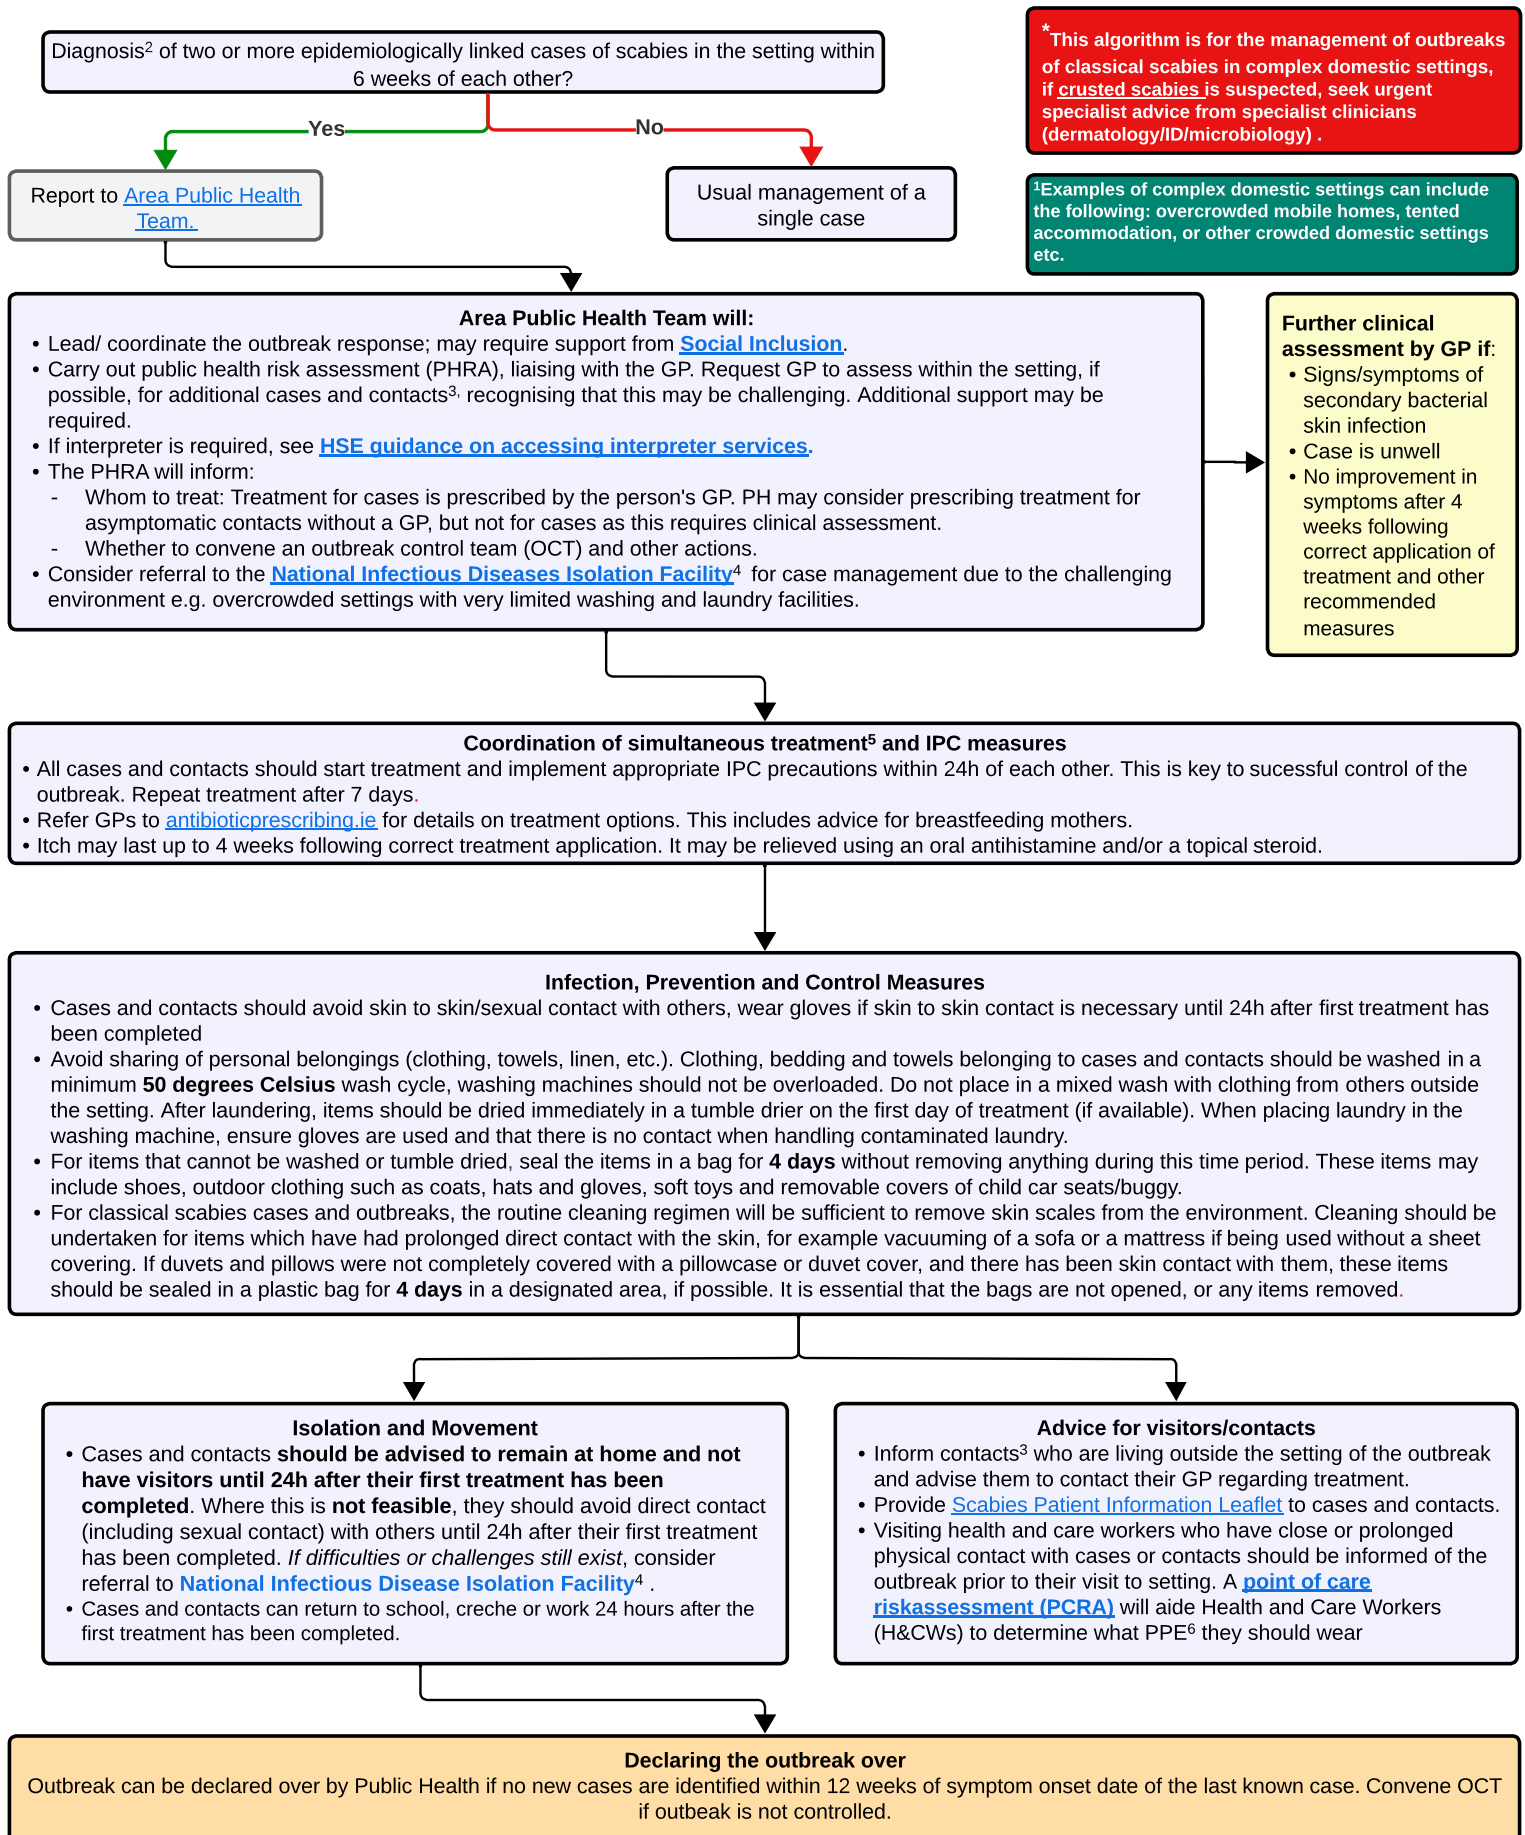 Diagnosis2 of two or more epidemiologically linked cases of scabies in the setting within
6 weeks of each other?
*This algorithm is for the management of outbreaks
of classical scabies in complex domestic settings,
if crusted scabies is suspected, seek urgent
specialist advice from specialist clinicians
(dermatology/ID/microbiology) .
Yes
No
Report to Area Public Health
Team.
Usual management of a
single case
1Examples of complex domestic settings can include
the following: overcrowded mobile homes, tented
accommodation, or other crowded domestic settings
etc.
Area Public Health Team will:
• Lead/ coordinate the outbreak response; may require support from Social Inclusion.
• Carry out public health risk assessment (PHRA), liaising with the GP. Request GP to assess within the setting, if
possible, for additional cases and contacts3, recognising that this may be challenging. Additional support may be
required.
• If interpreter is required, see HSE guidance on accessing interpreter services.
• The PHRA will inform:
- Whom to treat: Treatment for cases is prescribed by the person's GP. PH may consider prescribing treatment for
asymptomatic contacts without a GP, but not for cases as this requires clinical assessment.
- Whether to convene an outbreak control team (OCT) and other actions.
• Consider referral to the National Infectious Diseases Isolation Facility4 for case management due to the challenging
environment e.g. overcrowded settings with very limited washing and laundry facilities.
Further clinical
assessment by GP if:
• Signs/symptoms of
secondary bacterial
skin infection
• Case is unwell
• No improvement in
symptoms after 4
weeks following
correct application of
treatment and other
recommended
measures
Coordination of simultaneous treatment5 and IPC measures
• All cases and contacts should start treatment and implement appropriate IPC precautions within 24h of each other. This is key to sucessful control of the
outbreak. Repeat treatment after 7 days.
• Refer GPs to antibioticprescribing.ie for details on treatment options. This includes advice for breastfeeding mothers.
• Itch may last up to 4 weeks following correct treatment application. It may be relieved using an oral antihistamine and/or a topical steroid.
Infection, Prevention and Control Measures
• Cases and contacts should avoid skin to skin/sexual contact with others, wear gloves if skin to skin contact is necessary until 24h after first treatment has
been completed
• Avoid sharing of personal belongings (clothing, towels, linen, etc.). Clothing, bedding and towels belonging to cases and contacts should be washed in a
minimum 50 degrees Celsius wash cycle, washing machines should not be overloaded. Do not place in a mixed wash with clothing from others outside
the setting. After laundering, items should be dried immediately in a tumble drier on the first day of treatment (if available). When placing laundry in the
washing machine, ensure gloves are used and that there is no contact when handling contaminated laundry.
• For items that cannot be washed or tumble dried, seal the items in a bag for 4 days without removing anything during this time period. These items may
include shoes, outdoor clothing such as coats, hats and gloves, soft toys and removable covers of child car seats/buggy.
• For classical scabies cases and outbreaks, the routine cleaning regimen will be sufficient to remove skin scales from the environment. Cleaning should be
undertaken for items which have had prolonged direct contact with the skin, for example vacuuming of a sofa or a mattress if being used without a sheet
covering. If duvets and pillows were not completely covered with a pillowcase or duvet cover, and there has been skin contact with them, these items
should be sealed in a plastic bag for 4 days in a designated area, if possible. It is essential that the bags are not opened, or any items removed.
Isolation and Movement
• Cases and contacts should be advised to remain at home and not
have visitors until 24h after their first treatment has been
completed. Where this is not feasible, they should avoid direct contact
(including sexual contact) with others until 24h after their first treatment
has been completed. If difficulties or challenges still exist, consider
referral to National Infectious Disease Isolation Facility4 .
• Cases and contacts can return to school, creche or work 24 hours after the
first treatment has been completed.
Advice for visitors/contacts
• Inform contacts3 who are living outside the setting of the outbreak
and advise them to contact their GP regarding treatment.
• Provide Scabies Patient Information Leaflet to cases and contacts.
• Visiting health and care workers who have close or prolonged
physical contact with cases or contacts should be informed of the
outbreak prior to their visit to setting. A point of care
riskassessment (PCRA) will aide Health and Care Workers
(H&CWs) to determine what PPE6 they should wear
Declaring the outbreak over
Outbreak can be declared over by Public Health if no new cases are identified within 12 weeks of symptom onset date of the last known case. Convene OCT
if outbeak is not controlled.